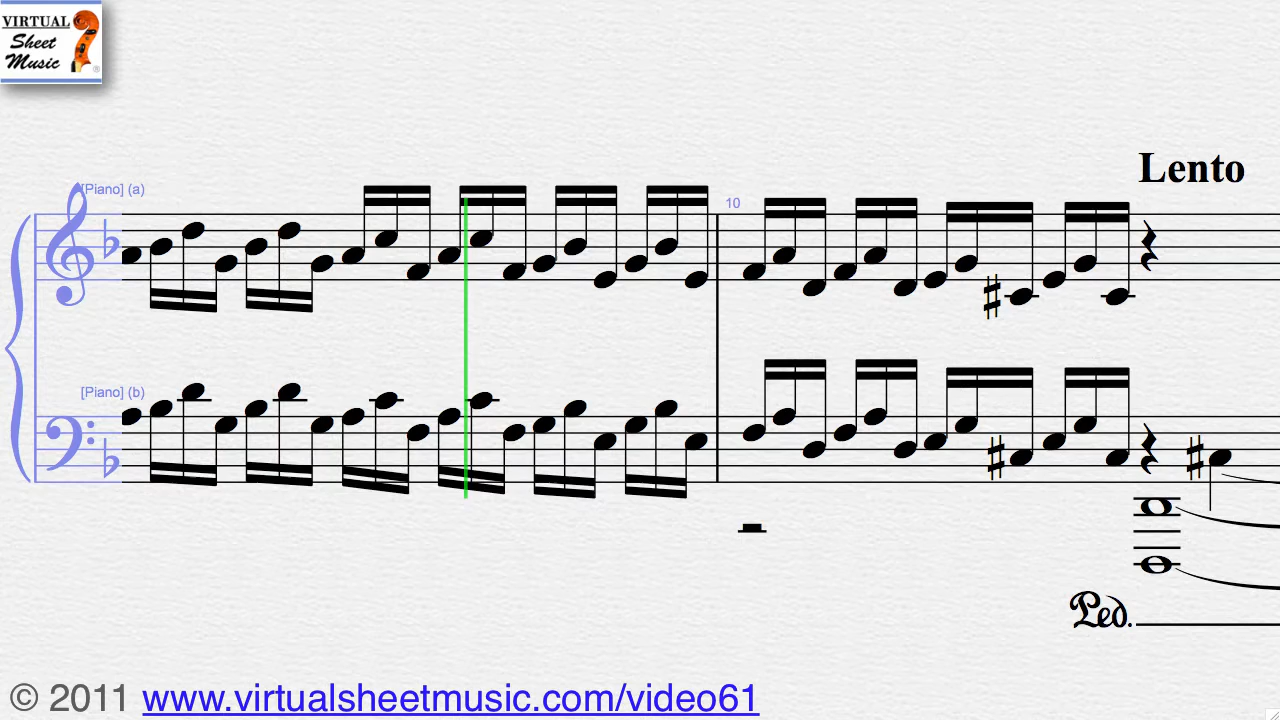 VIRTUAL
Sheet
Music
®
Lento
[Piano] (a)
10
[Piano] (b)
Ped.
© 2011 www.virtualsheetmusic.com/video61